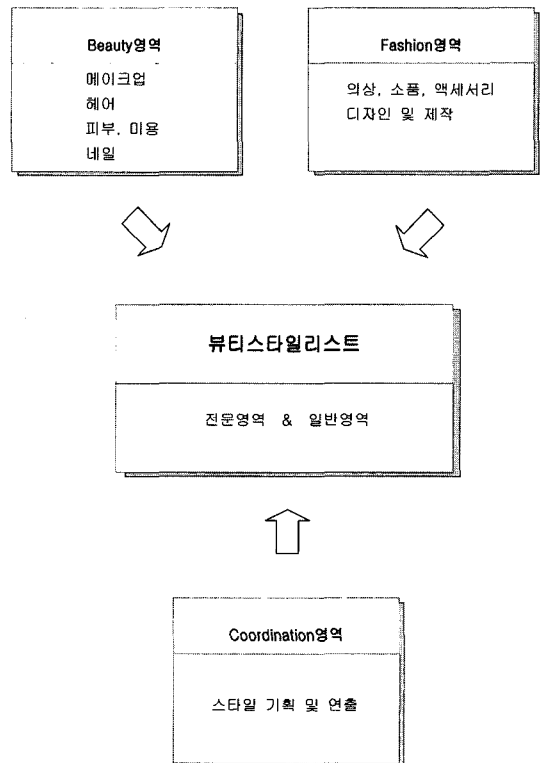 Beauty영역
메이크업
헤어
피부, 미용
네일
Fashion영역
의상, 소품, 액세서리
디자인 및 제작
뷰티스타일리스트
전문영역 & 일반영역
Coordination영역
스타일 기획 및 연출